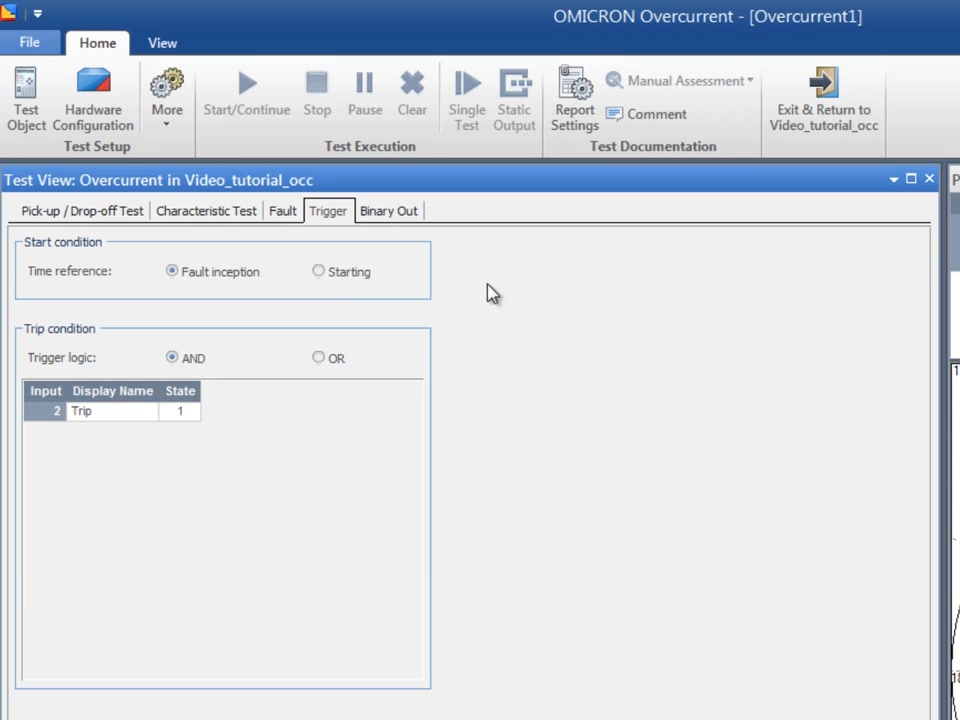 OMICRON Overcurrent - [Overcurrent1]
File Home View
Test Object
Hardware Configuration
More
Start/Continue
Stop
Pause
Clear
Single Test
Static Output
Report Settings
Manual Assessment
Comment
Exit & Return to Video_tutorial_occ
Test Setup
Test Execution
Test Documentation
Test View: Overcurrent in Video_tutorial_occ
P
Pick-up / Drop-off Test Characteristic Test Fault Trigger Binary Out
Start condition
Time reference: Fault inception Starting
Trip condition
Trigger logic: AND OR
Input Display Name State
2 Trip 1